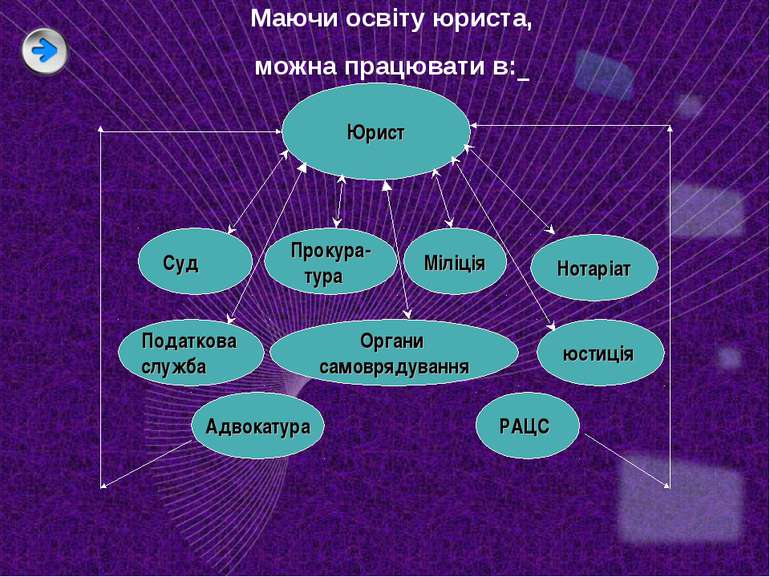 Маючи освіту юриста,
можна працювати в:_
Юрист
Суд
Прокура-
тура
Міліція
Нотаріат
Податкова
служба
Органи
самоврядування
юстиція
Адвокатура
РАЦС